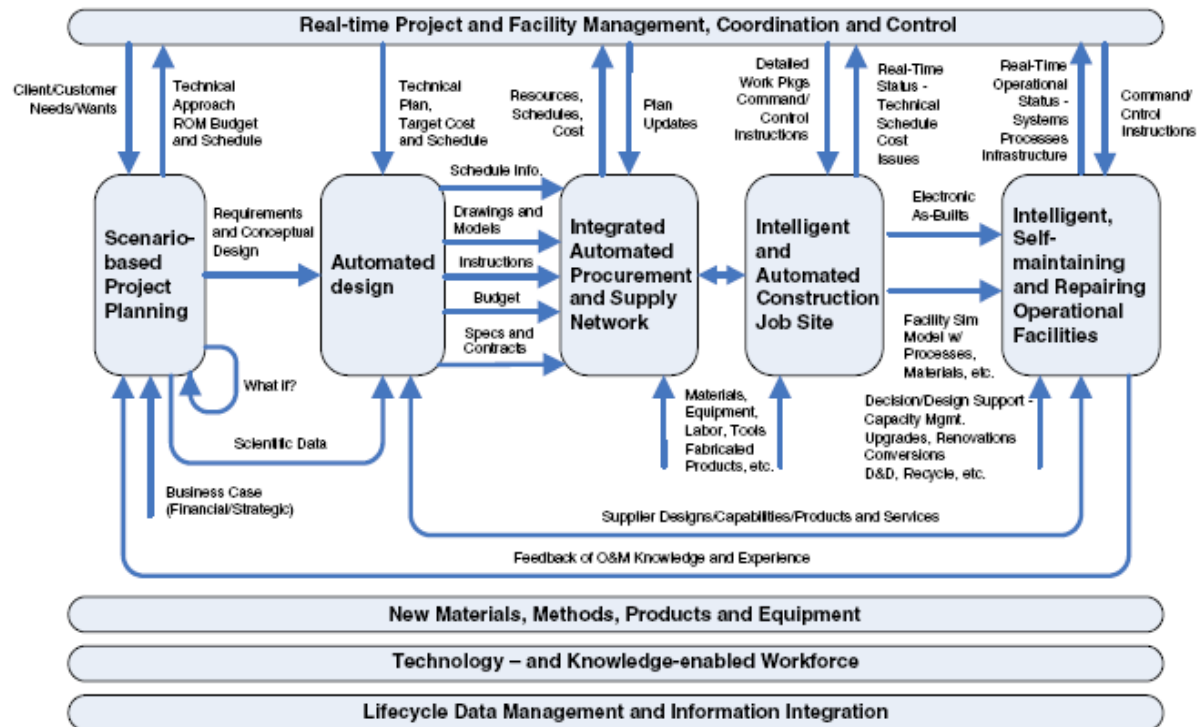 Real-time Project and Facility Management, Coordination and Control
Client/Customer
Needs/Wants
Technical
Approach
ROM Budget
and Schedule
Technical
Plan,
Target Cost
and Schedule
Resources,
Schedules,
Cost
Plan
Updates
Detailed
Work Pkgs
Command/
Control
Instructions
Real-Time
Status -
Technical
Schedule
Cost
Issues
Real-Time
Operational
Status -
Systems
Processes
Infrastructure
Command/
Cntrol
Instructions
Scenario-
based
Project
Planning
Requirements
and Conceptual
Design
Automated
design
Schedule Info.
Drawings and
Models
Instructions
Budget
Specs and
Contracts
Integrated
Automated
Procurement
and Supply
Network
Intelligent
and
Automated
Construction
Job Site
Electronic
As-Builts
Facility Sim
Model w/
Processes,
Materials, etc.
Intelligent,
Self-
maintaining
and Repairing
Operational
Facilities
What if?
Scientific Data
Business Case
(Financial/Strategic)
Materials,
Equipment,
Labor, Tools
Fabricated
Products, etc.
Decision/Design Support -
Capacity Mgmt.
Upgrades, Renovations
Conversions
D&D, Recycle, etc.
Supplier Designs/Capabilities/Products and Services
Feedback of O&M Knowledge and Experience
New Materials, Methods, Products and Equipment
Technology – and Knowledge-enabled Workforce
Lifecycle Data Management and Information Integration